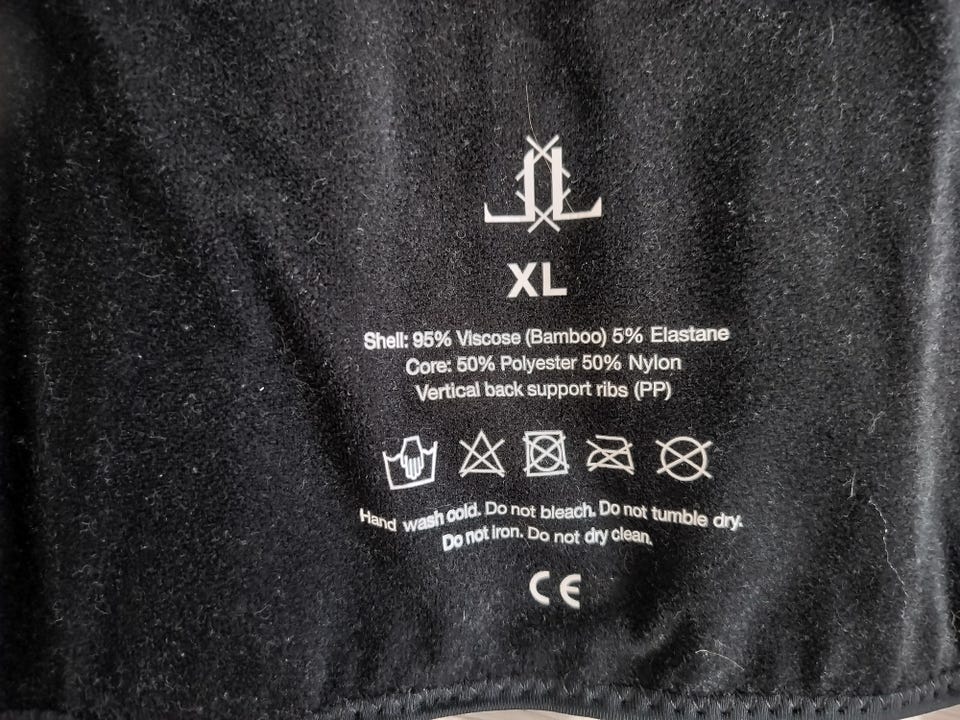 XL
Shell: 95% Viscose (Bamboo) 5% Elastane
Core: 50% Polyester 50% Nylon
Vertical back support ribs (PP)
Hand wash cold. Do not bleach. Do not tumble dry.
Do not iron. Do not dry clean.
CE